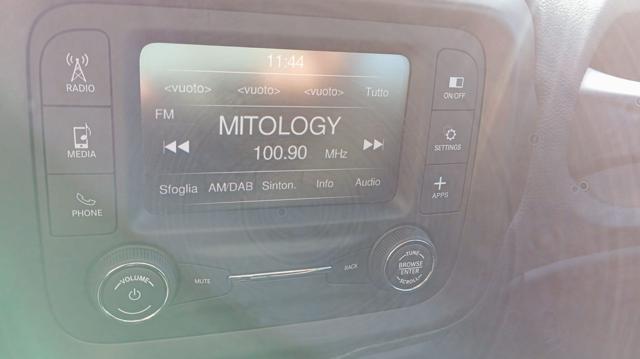 11:44
RADIO
<vuoto> <vuoto> <vuoto> Tutto
ON/OFF
FM
MITOLOGY
100.90 MHz
MEDIA
SETTINGS
Sfoglia AM/DAB Sinton. Info Audio
APPS
PHONE
VOLUME
MUTE
BACK
TUNE
BROWSE
ENTER
SCROLL